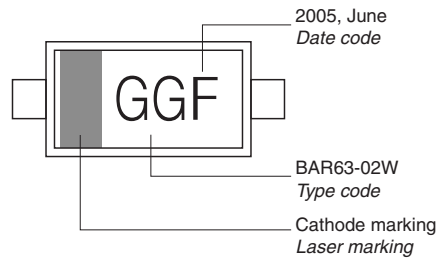 2005, June
Date code
GGF
BAR63-02W
Type code
Cathode marking
Laser marking